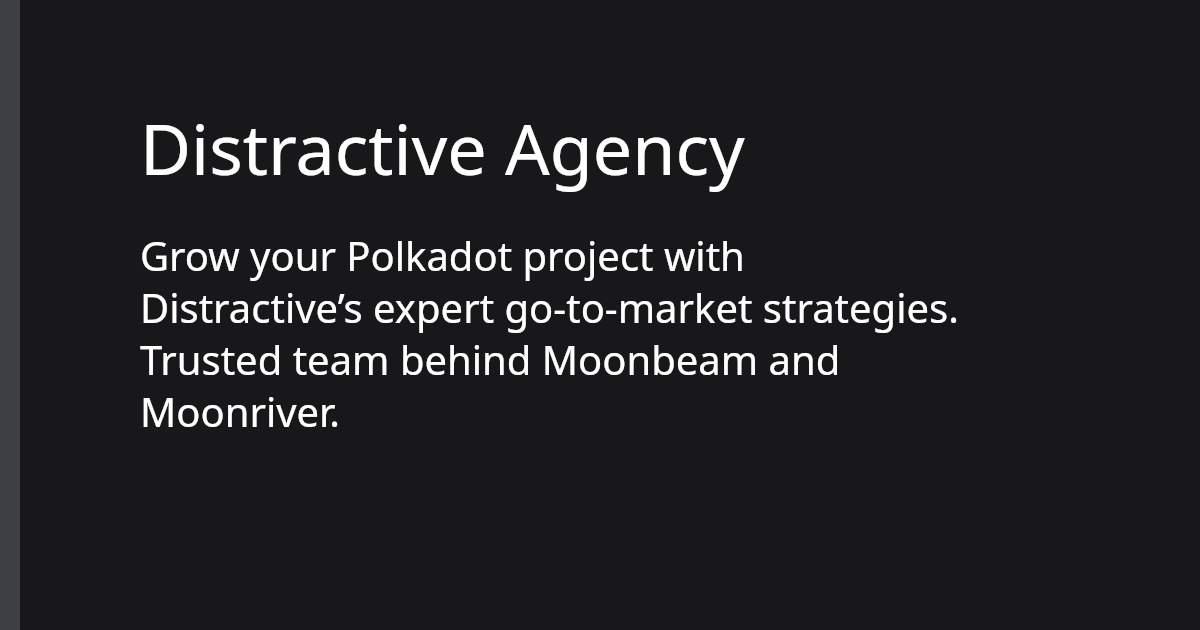 Distractive Agency
Grow your Polkadot project with
Distractive’s expert go-to-market strategies.
Trusted team behind Moonbeam and
Moonriver.